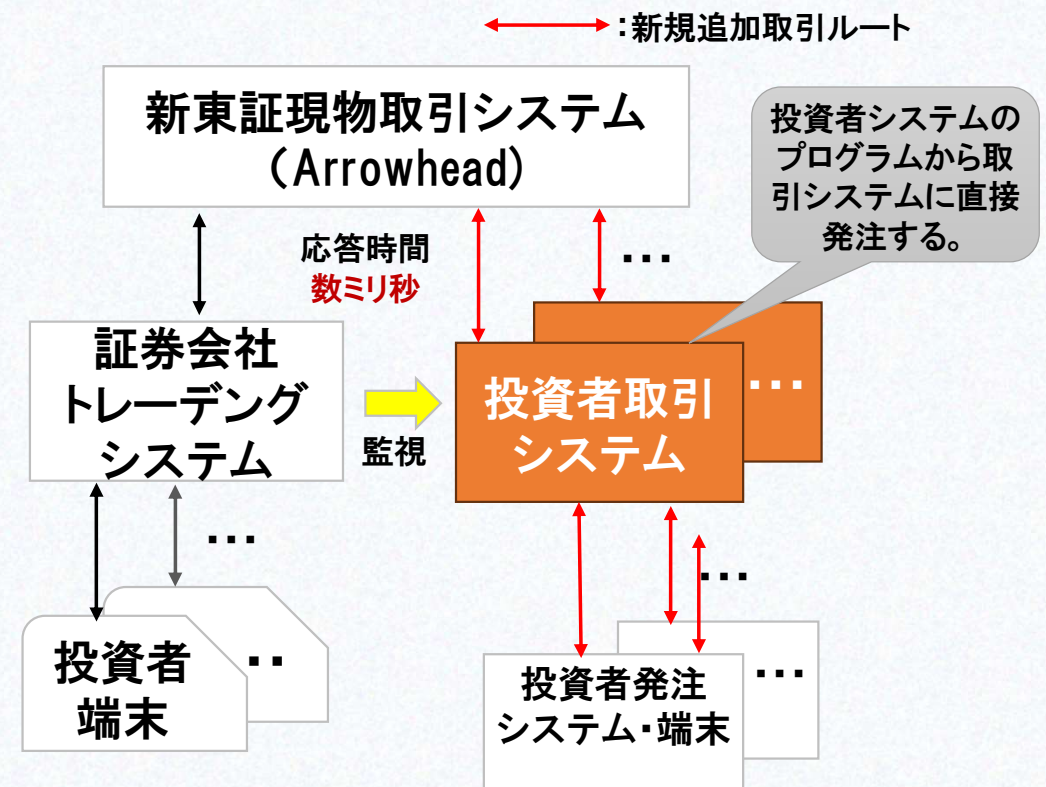 :新規追加取引ルート
新東証現物取引システム
（Arrowhead）
投資者システムの
プログラムから取
引システムに直接
発注する。
応答時間
数ミリ秒
...
証券会社
トレーデング
システム
監視
投資者取引
システム
...
...
...
投資者
端末
..
投資者発注
システム・端末
...